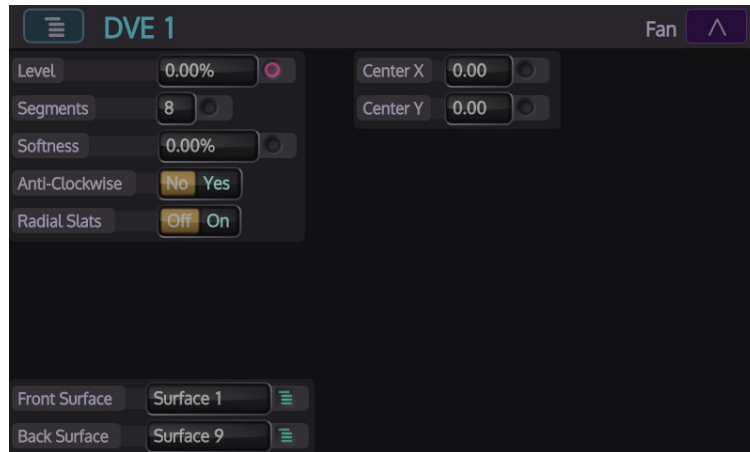 DVE 1
Fan
Level 0.00%
Center X 0.00
Segments 8
Center Y 0.00
Softness 0.00%
Anti-Clockwise No Yes
Radial Slats Off On
Front Surface Surface 1
Back Surface Surface 9